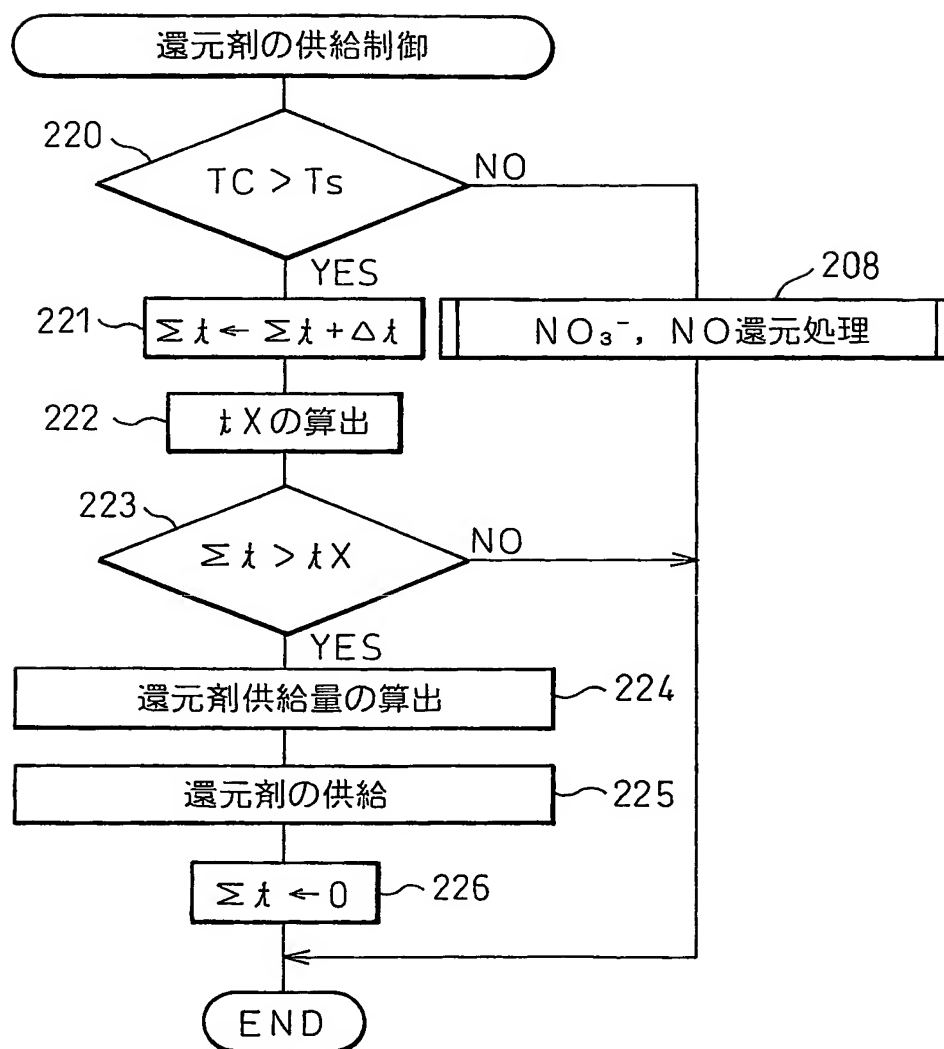 還元剤の供給制御
220
TC > Ts
NO
YES
208
221
Σt ← Σt + Δt
NO₃⁻, NO還元処理
222
tXの算出
223
Σt > tX
NO
YES
還元剤供給量の算出
224
還元剤の供給
225
Σt ← 0
226
END